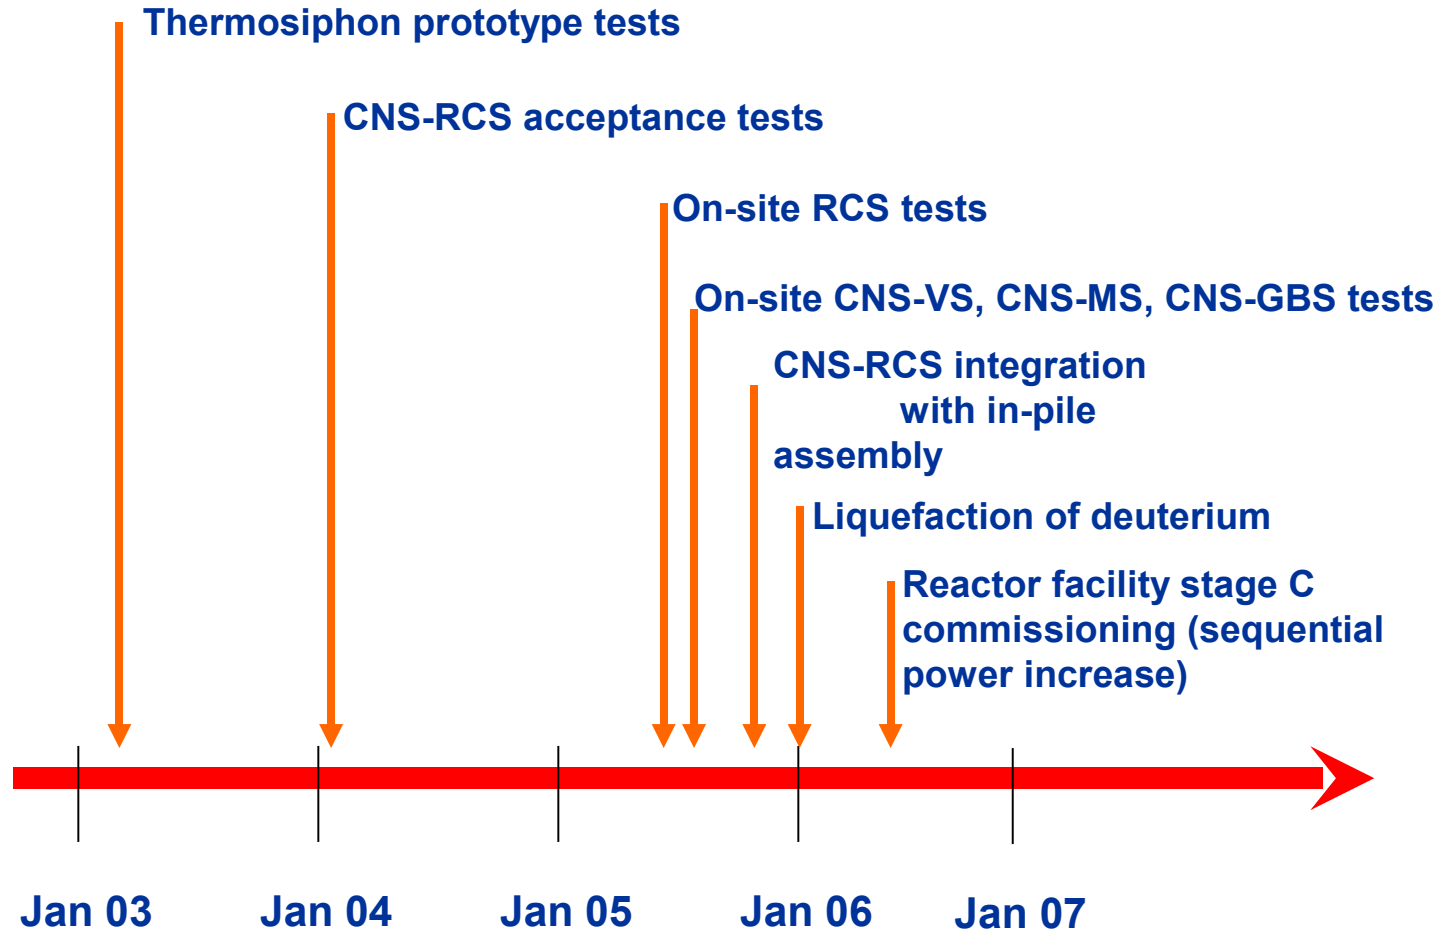 Thermosiphon prototype tests
CNS-RCS acceptance tests
On-site RCS tests
On-site CNS-VS, CNS-MS, CNS-GBS tests
CNS-RCS integration
with in-pile
assembly
Liquefaction of deuterium
Reactor facility stage C
commissioning (sequential
power increase)
Jan 03 Jan 04 Jan 05 Jan 06 Jan 07